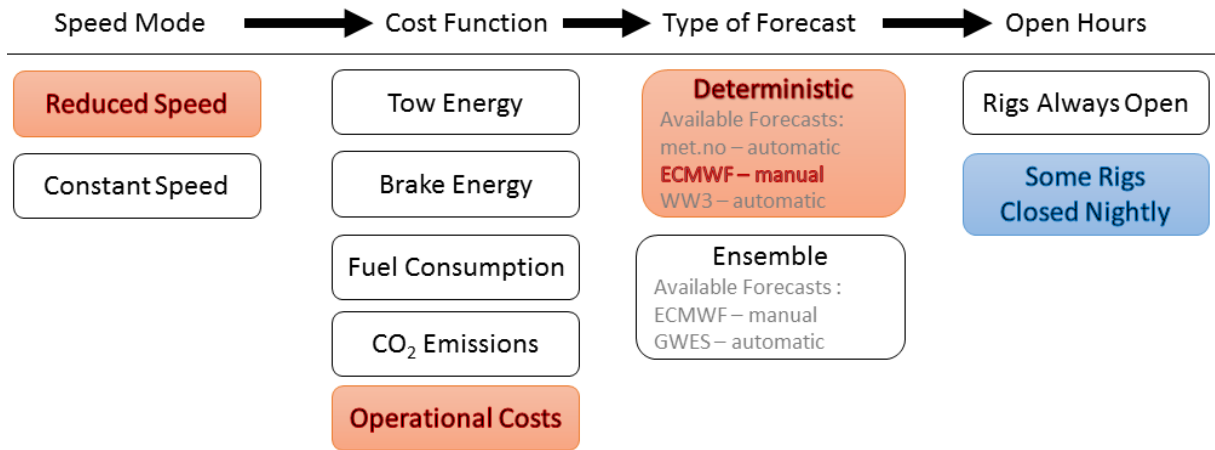 Speed Mode
Cost Function
Type of Forecast
Open Hours
Reduced Speed
Constant Speed
Tow Energy
Brake Energy
Fuel Consumption
CO₂ Emissions
Operational Costs
Deterministic
Available Forecasts:
met.no – automatic
ECMWF – manual
WW3 – automatic
Ensemble
Available Forecasts :
ECMWF – manual
GWES – automatic
Rigs Always Open
Some Rigs
Closed Nightly